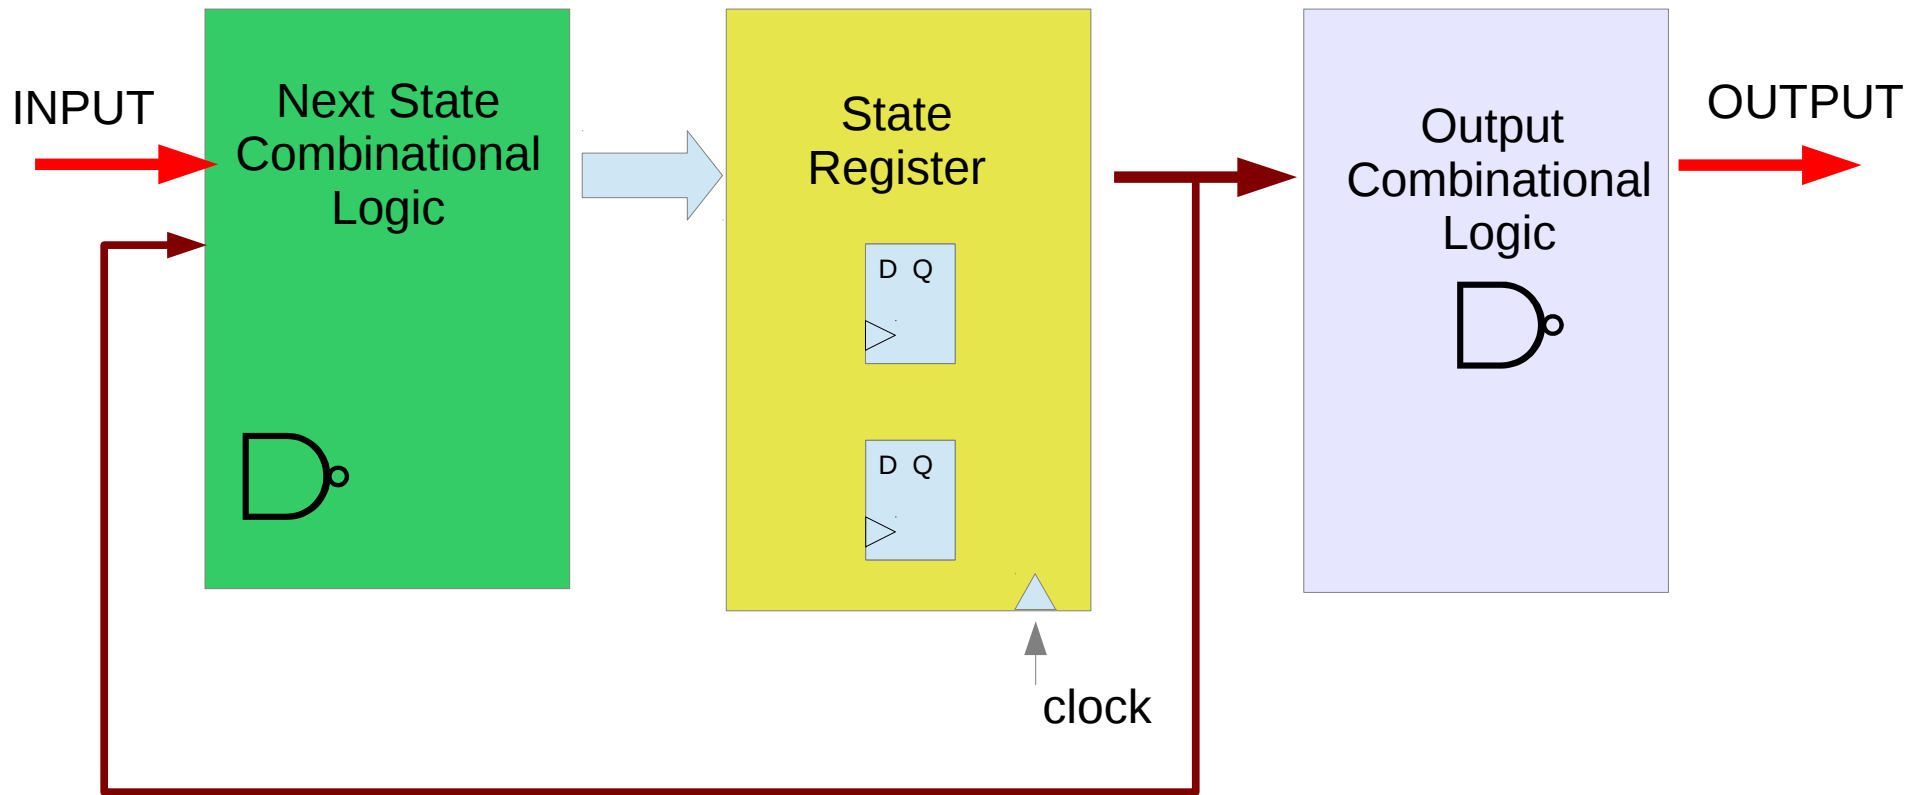 INPUT
Next State
Combinational
Logic
State
Register
D Q
D Q
clock
Output
Combinational
Logic
OUTPUT